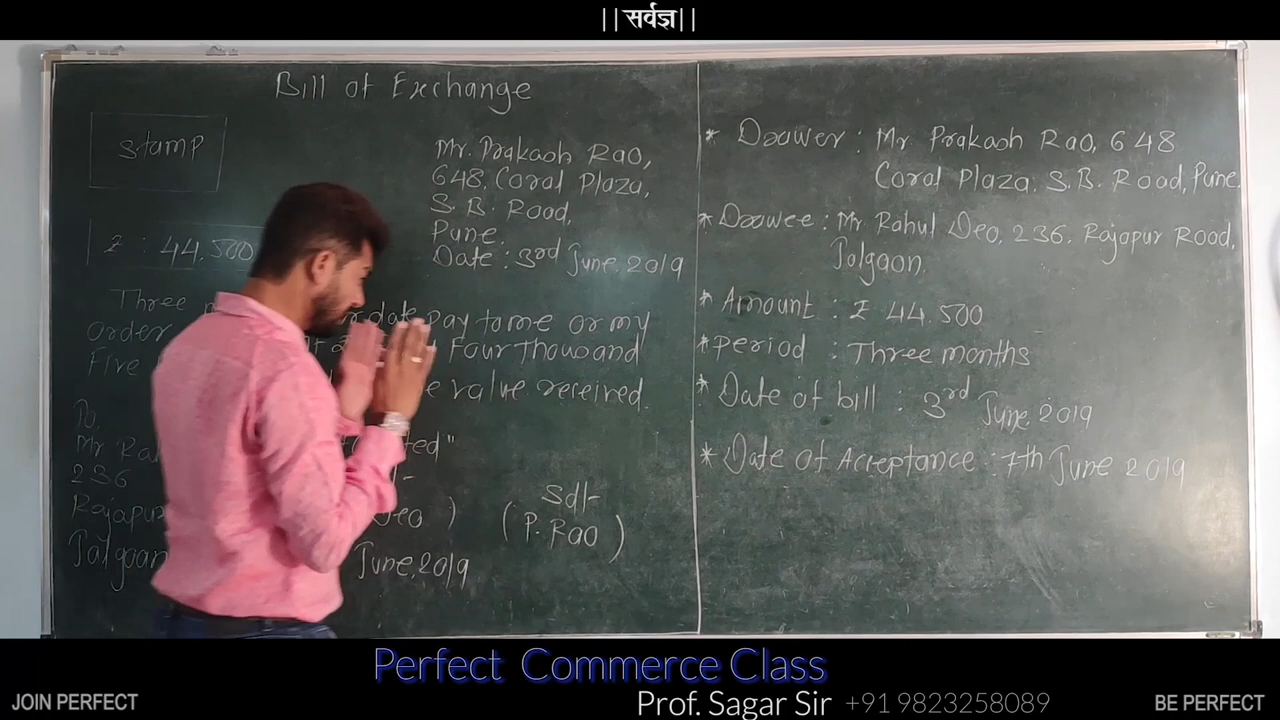 ||सर्वज्ञ||
Bill of Exchange
Stamp
Mr. Prakash Rao,
648, Coral Plaza,
S. B. Road,
Pune.
₹ : 44,500
Date : 3rd June, 2019
Three date pay to me or my
order Four Thousand
Five value received.
To,
Mr
236
Rajapur
Jalgaon
Sd/-
(P. Rao)
June, 2019
* Drawer : Mr. Prakash Rao, 648
Coral Plaza, S. B. Road, Pune.
* Drawee : Mr Rahul Deo, 236, Rajapur Road,
Jalgaon.
* Amount : ₹ 44,500
* Period : Three months
* Date of bill : 3rd June, 2019
* Date of Acceptance : 7th June 2019
Perfect Commerce Class
JOIN PERFECT
Prof. Sagar Sir +91 9823258089
BE PERFECT